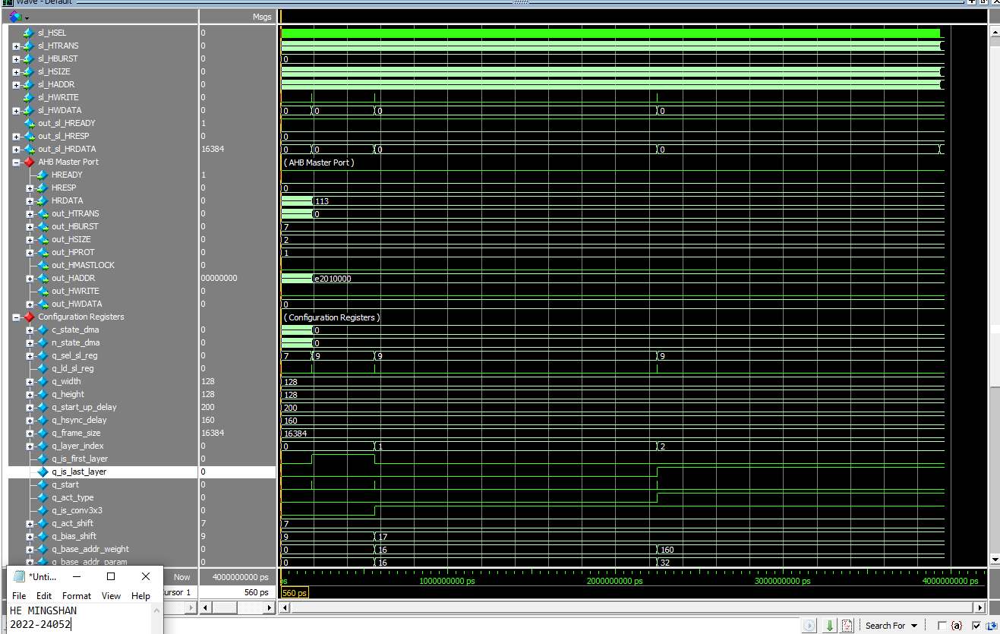 Wave - Default
Msgs
sl_HSEL 0
sl_HTRANS 0
sl_HBURST 0 0
sl_HSIZE 0
sl_HADDR 0
sl_HWRITE 0
sl_HWDATA 0 0 0 0 0
out_sl_HREADY 1
out_sl_HRESP 0 0
out_sl_HRDATA 16384 0 0 0 0
AHB Master Port ( AHB Master Port )
HREADY 1
HRESP 0 0
HRDATA 0 113
out_HTRANS 0 0
out_HBURST 0 7
out_HSIZE 0 2
out_HPROT 0 1
out_HMASTLOCK 0
out_HADDR 00000000 e2010000
out_HWRITE 0
out_HWDATA 0 0
Configuration Registers ( Configuration Registers )
c_state_dma 0 0
n_state_dma 0 0
q_sel_sl_reg 0 7 9 9 9
q_ld_sl_reg 0
q_width 128 128
q_height 128 128
q_start_up_delay 200 200
q_hsync_delay 160 160
q_frame_size 16384 16384
q_layer_index 0 0 1 2
q_is_first_layer 0
q_is_last_layer 0
q_start 0
q_act_type 0
q_is_conv3x3 0
q_act_shift 7 7
q_bias_shift 9 9 17
q_base_addr_weight 0 0 16 160
q_base_addr_param 0 0 16 32
Now 4000000000 ps ps 1000000000 ps 2000000000 ps 3000000000 ps 4000000000 ps
ursor 1 560 ps 560 ps
*Unti...
File Edit Format View Help
HE MINGSHAN
2022-24052
Search For {a}